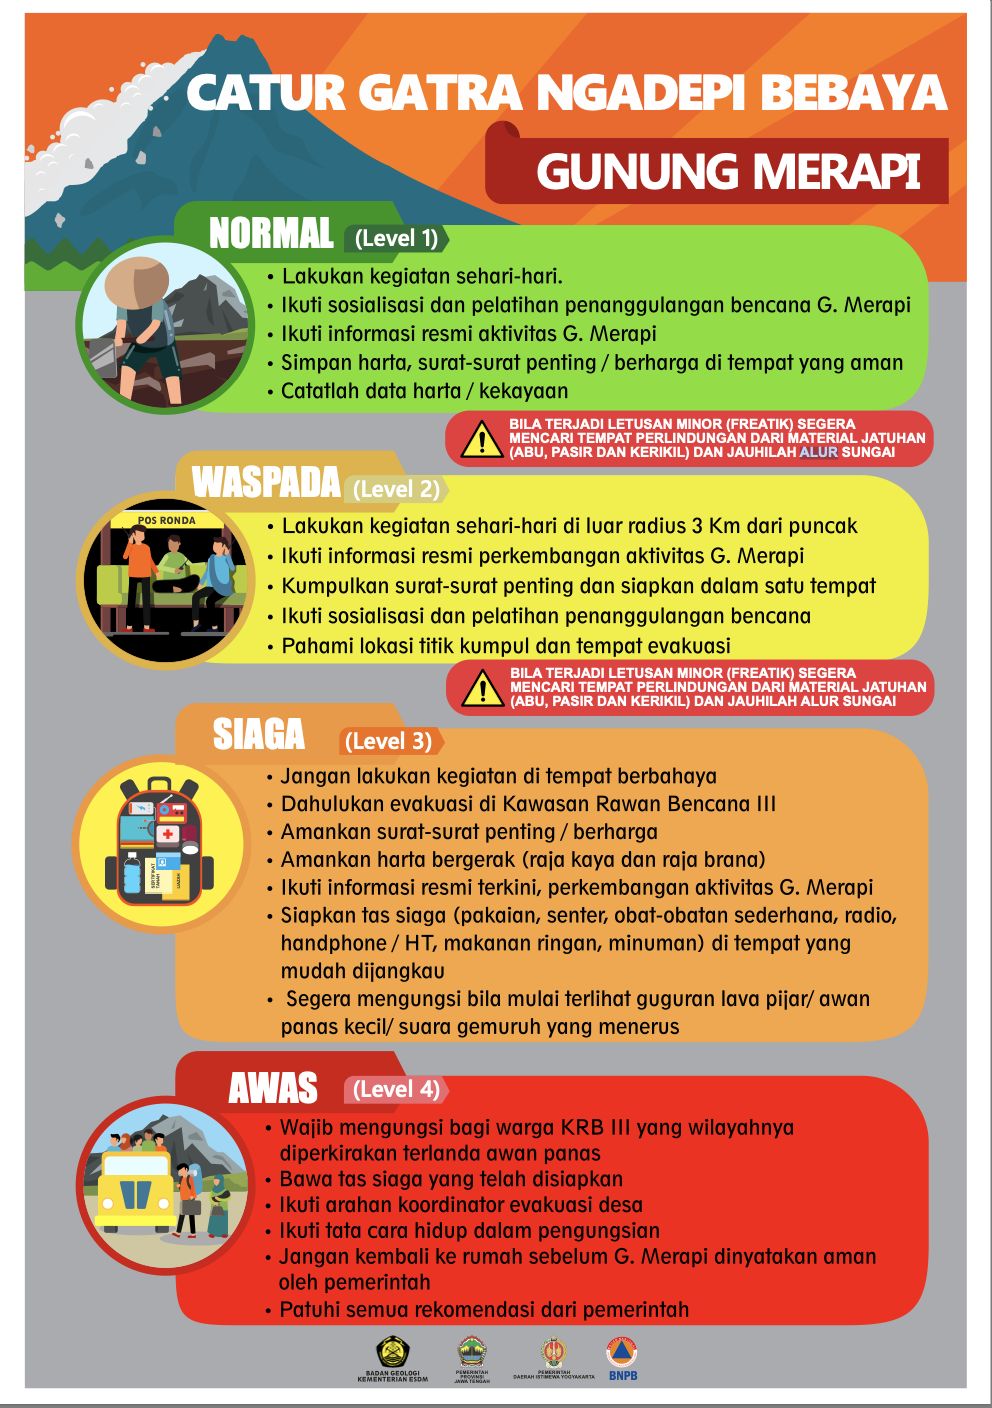 CATUR GATRA NGADEPI BEBAYA
GUNUNG MERAPI
NORMAL (Level 1)
• Lakukan kegiatan sehari-hari.
• Ikuti sosialisasi dan pelatihan penanggulangan bencana G. Merapi
• Ikuti informasi resmi aktivitas G. Merapi
• Simpan harta, surat-surat penting / berharga di tempat yang aman
• Catatlah data harta / kekayaan
BILA TERJADI LETUSAN MINOR (FREATIK) SEGERA
MENCARI TEMPAT PERLINDUNGAN DARI MATERIAL JATUHAN
(ABU, PASIR DAN KERIKIL) DAN JAUHILAH ALUR SUNGAI
WASPADA (Level 2)
POS RONDA
• Lakukan kegiatan sehari-hari di luar radius 3 Km dari puncak
• Ikuti informasi resmi perkembangan aktivitas G. Merapi
• Kumpulkan surat-surat penting dan siapkan dalam satu tempat
• Ikuti sosialisasi dan pelatihan penanggulangan bencana
• Pahami lokasi titik kumpul dan tempat evakuasi
BILA TERJADI LETUSAN MINOR (FREATIK) SEGERA
MENCARI TEMPAT PERLINDUNGAN DARI MATERIAL JATUHAN
(ABU, PASIR DAN KERIKIL) DAN JAUHILAH ALUR SUNGAI
SIAGA (Level 3)
• Jangan lakukan kegiatan di tempat berbahaya
• Dahulukan evakuasi di Kawasan Rawan Bencana III
• Amankan surat-surat penting / berharga
• Amankan harta bergerak (raja kaya dan raja brana)
• Ikuti informasi resmi terkini, perkembangan aktivitas G. Merapi
• Siapkan tas siaga (pakaian, senter, obat-obatan sederhana, radio,
handphone / HT, makanan ringan, minuman) di tempat yang
mudah dijangkau
• Segera mengungsi bila mulai terlihat guguran lava pijar/ awan
panas kecil/ suara gemuruh yang menerus
SERTIFIKAT
TANAH
IJAZAH
AWAS (Level 4)
• Wajib mengungsi bagi warga KRB III yang wilayahnya
diperkirakan terlanda awan panas
• Bawa tas siaga yang telah disiapkan
• Ikuti arahan koordinator evakuasi desa
• Ikuti tata cara hidup dalam pengungsian
• Jangan kembali ke rumah sebelum G. Merapi dinyatakan aman
oleh pemerintah
• Patuhi semua rekomendasi dari pemerintah
BADAN GEOLOGI
KEMENTERIAN ESDM
PEMERINTAH
PROVINSI
JAWA TENGAH
PEMERINTAH
DAERAH ISTIMEWA YOGYAKARTA
BNPB